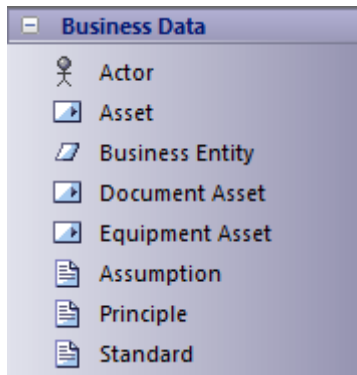 Business Data
Actor
Asset
Business Entity
Document Asset
Equipment Asset
Assumption
Principle
Standard